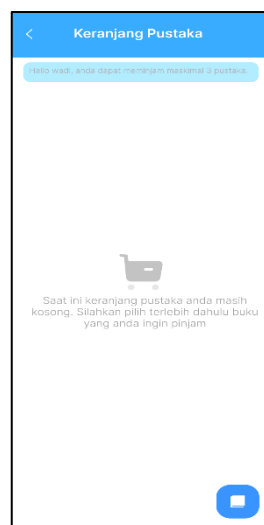 Keranjang Pustaka
Hallo wadi, anda dapat meminjam maksimal 3 pustaka.
Saat ini keranjang pustaka anda masih
kosong. Silahkan pilih terlebih dahulu buku
yang anda ingin pinjam